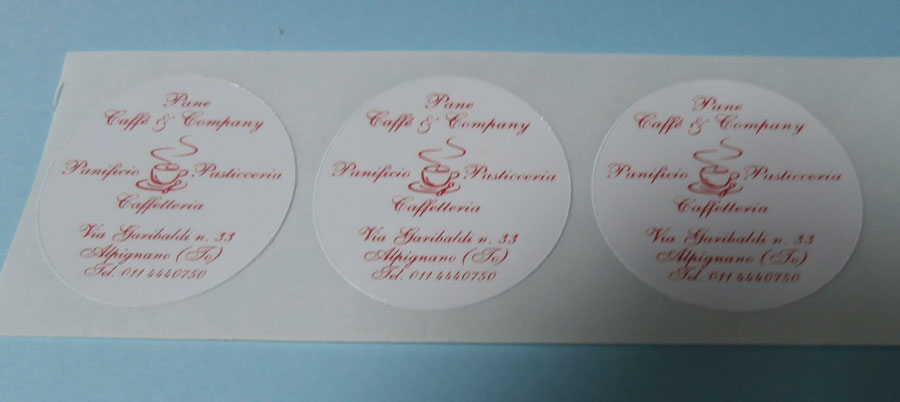 Pane
Caffè & Company
Panificio Pasticceria
Caffetteria
Via Garibaldi n. 33
Alpignano (To)
Tel. 011 4440750
Pane
Caffè & Company
Panificio Pasticceria
Caffetteria
Via Garibaldi n. 33
Alpignano (To)
Tel. 011 4440750
Pane
Caffè & Company
Panificio Pasticceria
Caffetteria
Via Garibaldi n. 33
Alpignano (To)
Tel. 011 4440750